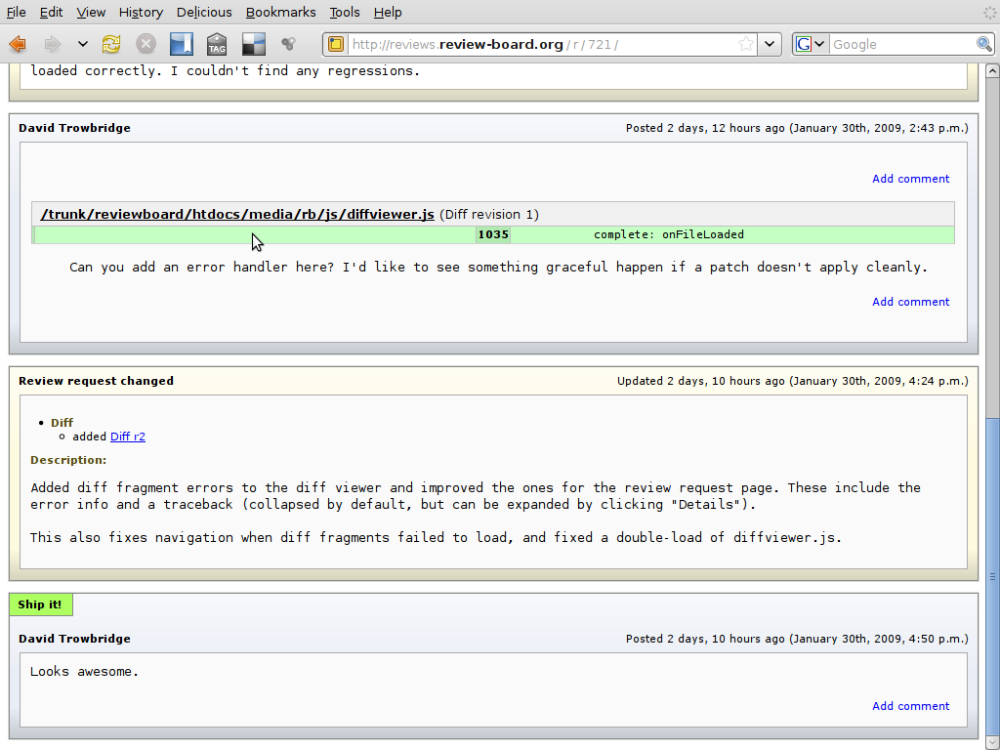 File Edit View History Delicious Bookmarks Tools Help
TAG http://reviews.review-board.org/r/721/ G Google
loaded correctly. I couldn't find any regressions.
David Trowbridge Posted 2 days, 12 hours ago (January 30th, 2009, 2:43 p.m.)
Add comment
/trunk/reviewboard/htdocs/media/rb/js/diffviewer.js (Diff revision 1)
1035 complete: onFileLoaded
Can you add an error handler here? I'd like to see something graceful happen if a patch doesn't apply cleanly.
Add comment
Review request changed Updated 2 days, 10 hours ago (January 30th, 2009, 4:24 p.m.)
Diff
added Diff r2
Description:
Added diff fragment errors to the diff viewer and improved the ones for the review request page. These include the
error info and a traceback (collapsed by default, but can be expanded by clicking "Details").
This also fixes navigation when diff fragments failed to load, and fixed a double-load of diffviewer.js.
Ship it!
David Trowbridge Posted 2 days, 10 hours ago (January 30th, 2009, 4:50 p.m.)
Looks awesome.
Add comment